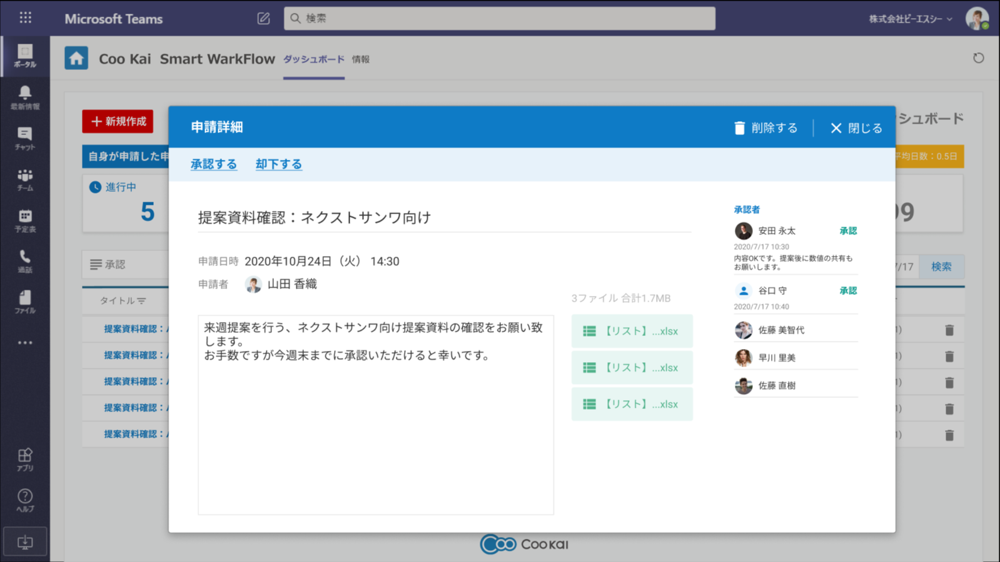 Microsoft Teams
検索
株式会社ピーエスシー
ポータル
最新情報
チャット
チーム
予定表
通話
ファイル
アプリ
ヘルプ
Coo Kai Smart WarkFlow
ダッシュボード
情報
新規作成
シュボード
自身が申請した申
平均日数：0.5日
進行中
5
99
承認
/17
検索
タイトル
提案資料確認：
提案資料確認：
提案資料確認：
提案資料確認：
提案資料確認：
申請詳細
削除する
閉じる
承認する
却下する
提案資料確認：ネクストサンワ向け
申請日時 2020年10月24日（火） 14:30
申請者 山田 香織
来週提案を行う、ネクストサンワ向け提案資料の確認をお願い致
します。
お手数ですが今週末までに承認いただけると幸いです。
3ファイル 合計1.7MB
【リスト】...xlsx
【リスト】...xlsx
【リスト】...xlsx
承認者
安田 永太 承認
2020/7/17 10:30
内容OKです。提案後に数値の共有も
お願いします。
谷口 守 承認
2020/7/17 10:40
佐藤 美智代
早川 里美
佐藤 直樹
1)
1)
1)
1)
1)
Coo Kai